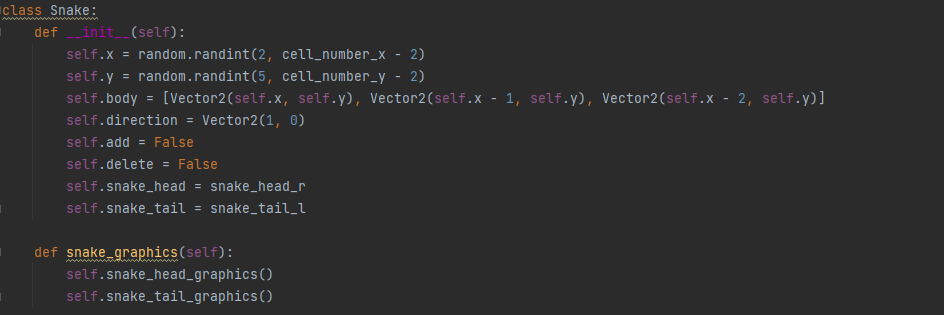 class Snake:
    def __init__(self):
        self.x = random.randint(2, cell_number_x - 2)
        self.y = random.randint(5, cell_number_y - 2)
        self.body = [Vector2(self.x, self.y), Vector2(self.x - 1, self.y), Vector2(self.x - 2, self.y)]
        self.direction = Vector2(1, 0)
        self.add = False
        self.delete = False
        self.snake_head = snake_head_r
        self.snake_tail = snake_tail_l

    def snake_graphics(self):
        self.snake_head_graphics()
        self.snake_tail_graphics()